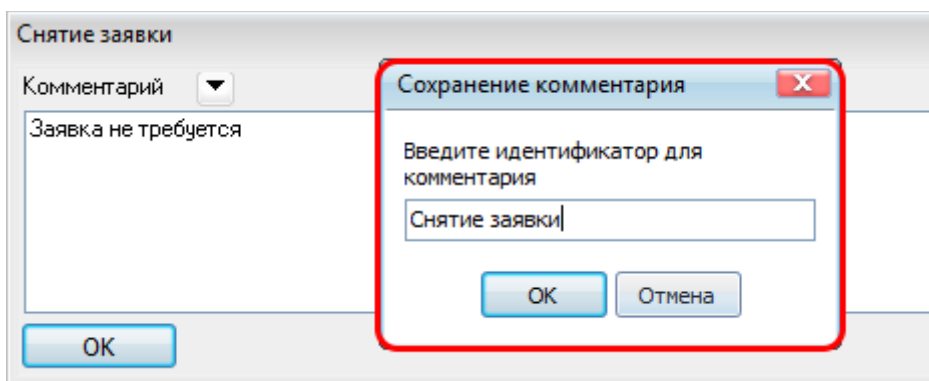 Снятие заявки
Комментарий
Заявка не требуется
OK
Сохранение комментария
Введите идентификатор для
комментария
Снятие заявки
OK
Отмена